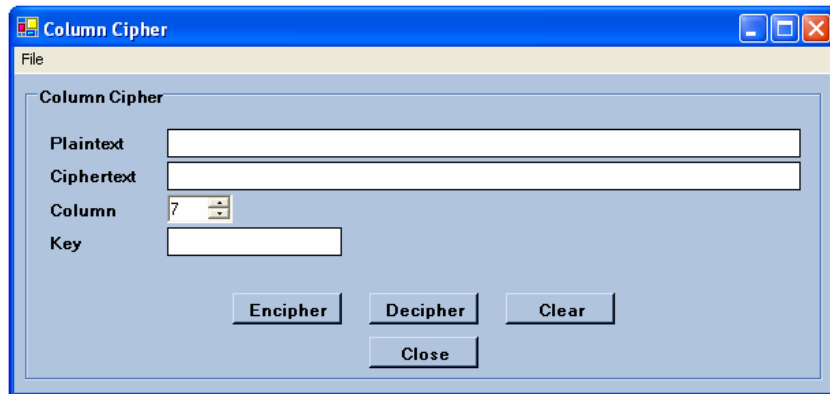 Column Cipher
File
Column Cipher
Plaintext
Ciphertext
Column 7
Key
Encipher Decipher Clear
Close